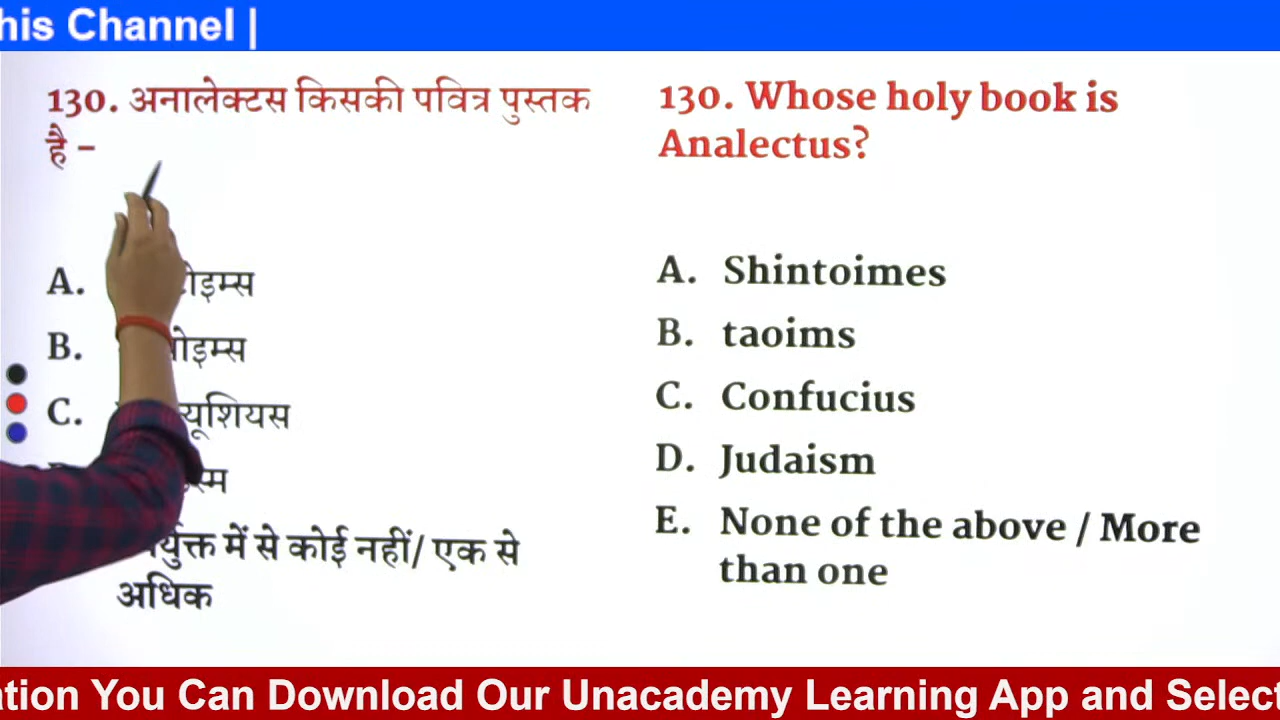 his Channel |
130. अनालेक्टस किसकी पवित्र पुस्तक
है –
A.
B.
C.
में से कोई नहीं/ एक से
अधिक
130. Whose holy book is
Analectus?
A. Shintoimes
B. taoims
C. Confucius
D. Judaism
E. None of the above / More
than one
You Can Download Our Unacademy Learning App and Select